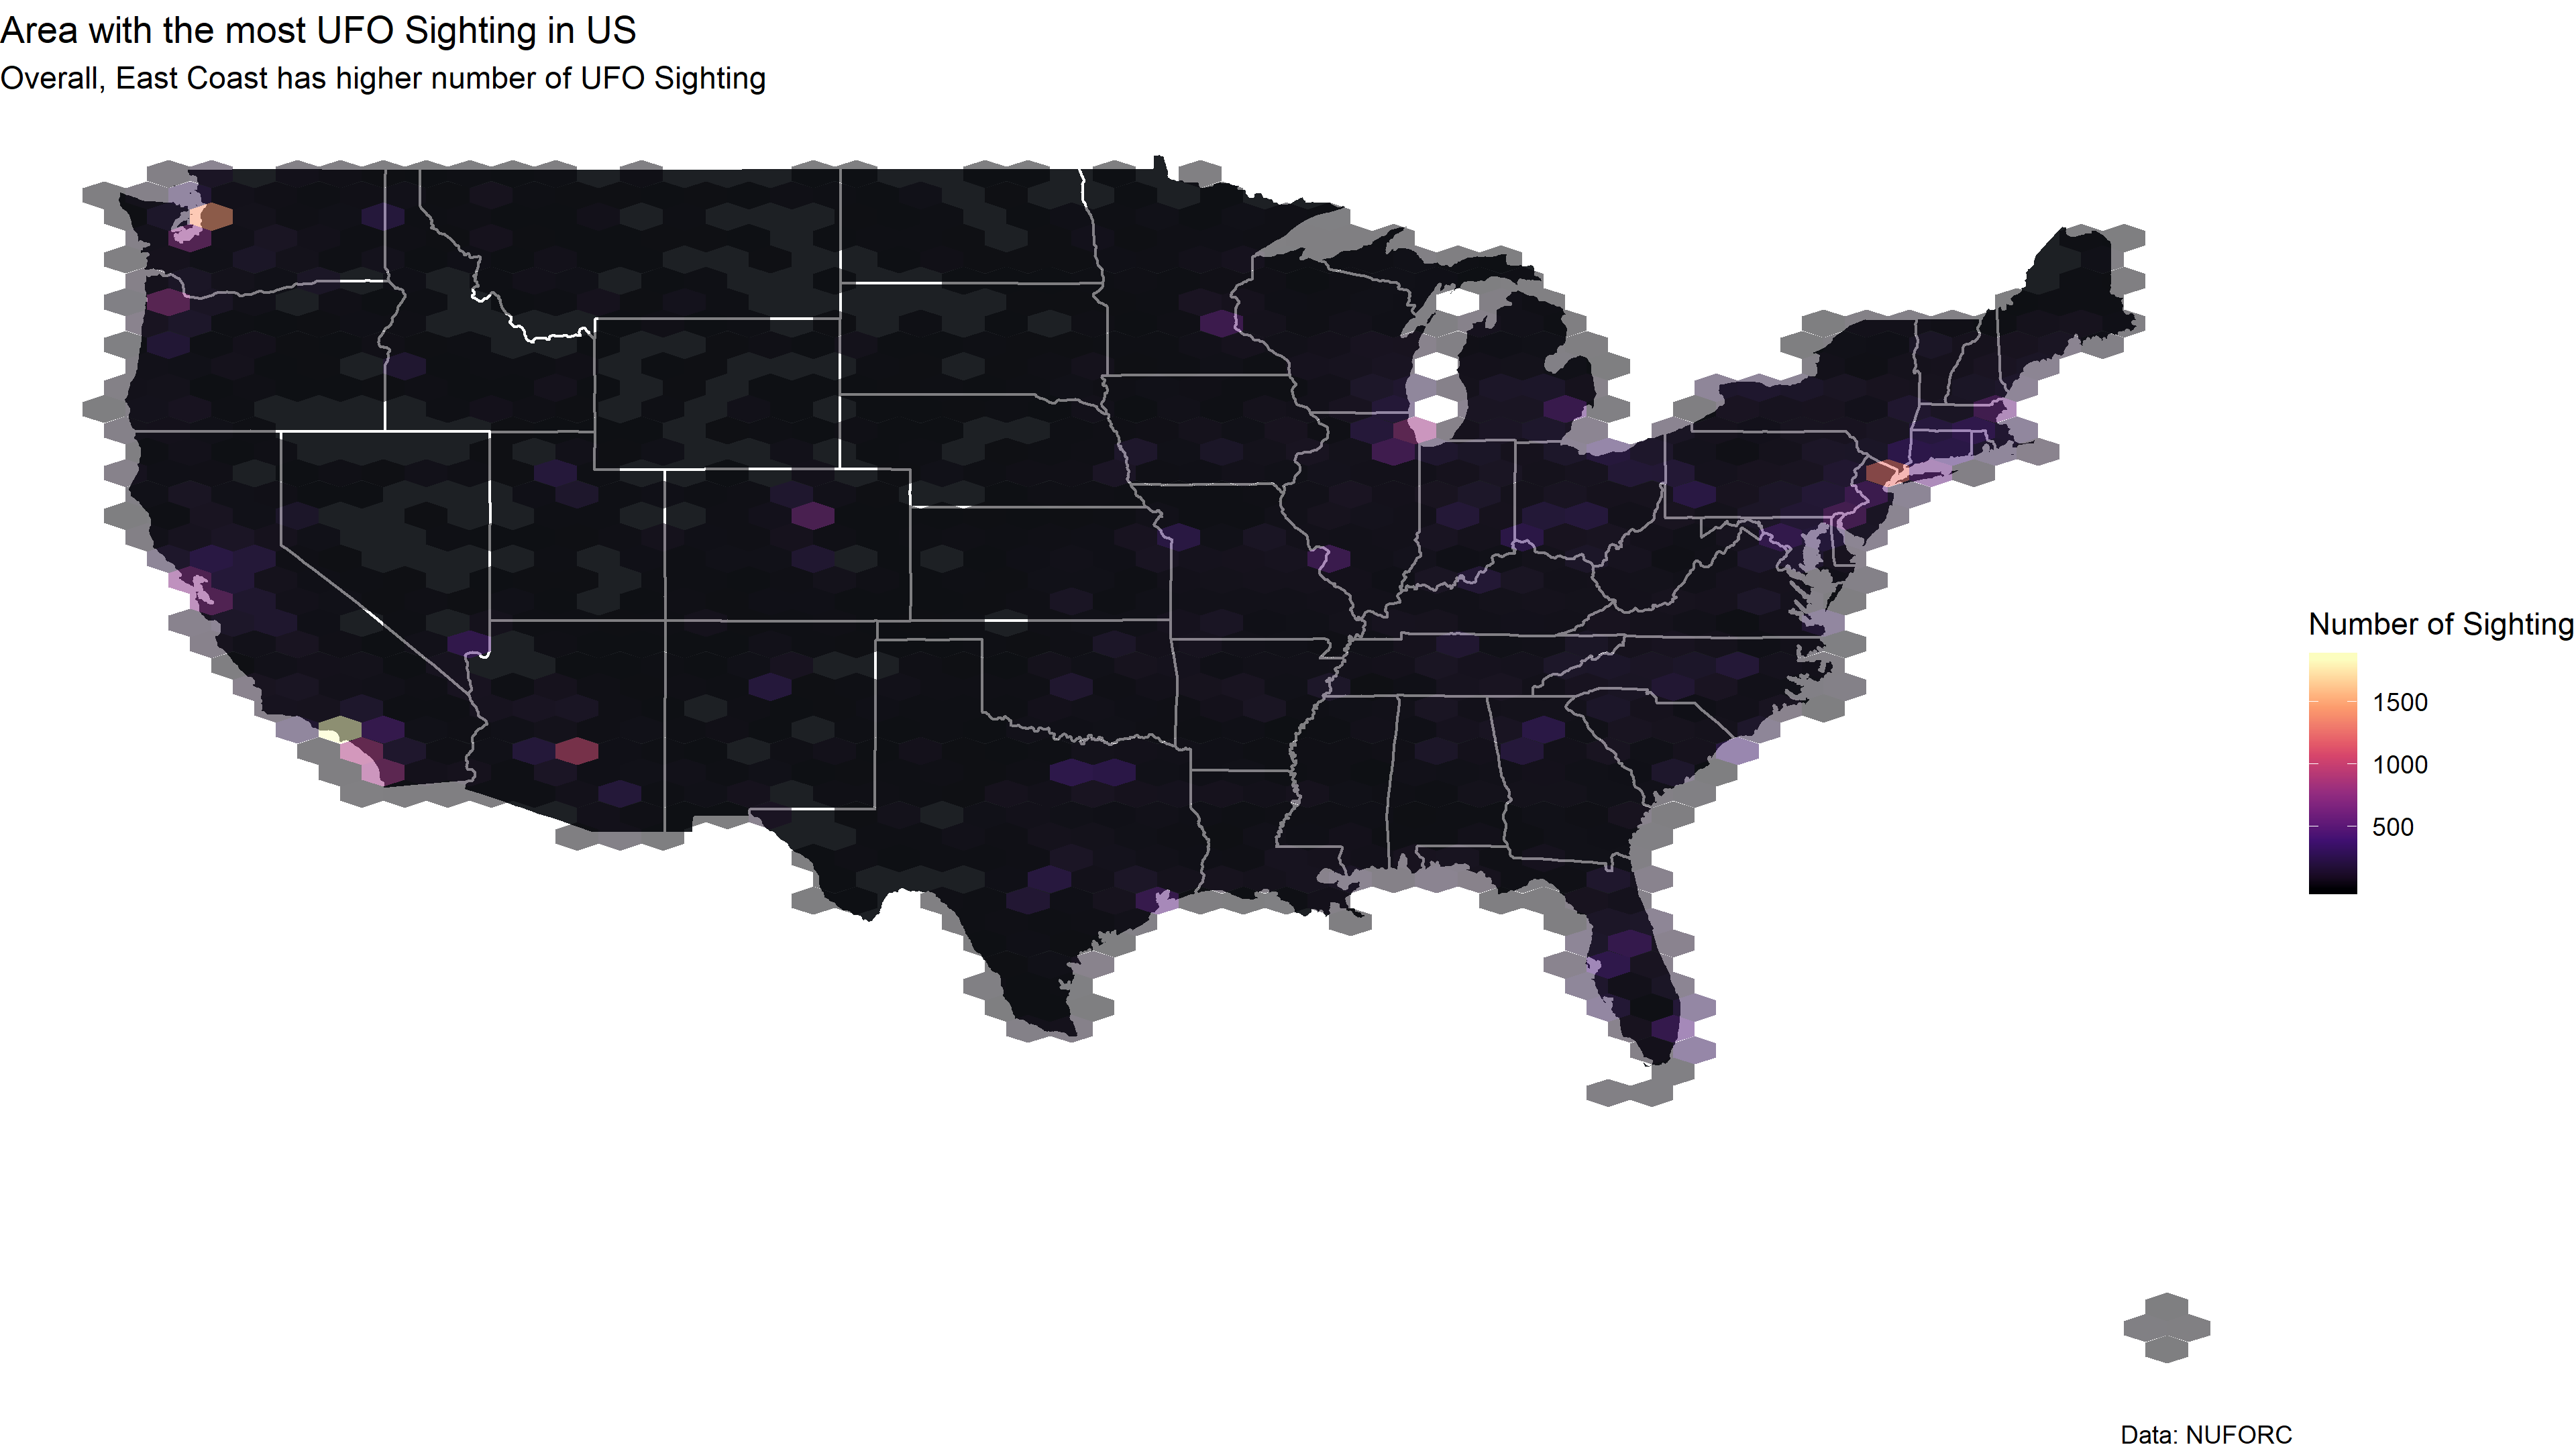 Area with the most UFO Sighting in US
Overall, East Coast has higher number of UFO Sighting
Number of Sighting
1500
1000
500
Data: NUFORC